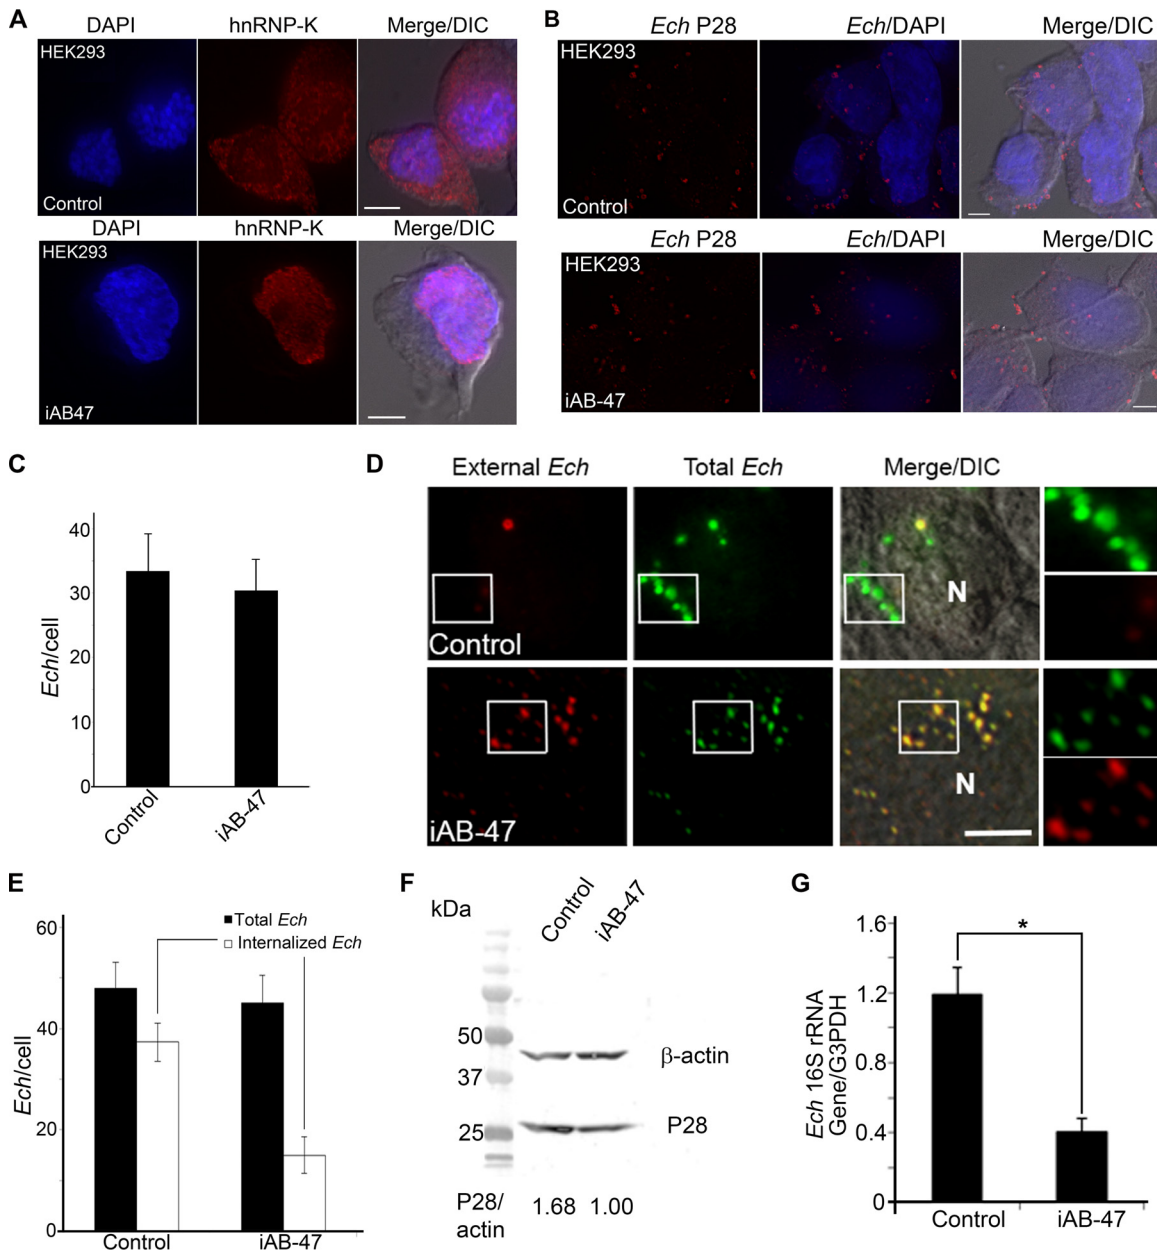 A
DAPI hnRNP-K Merge/DIC
HEK293
Control
DAPI hnRNP-K Merge/DIC
HEK293
iAB47
B
Ech P28 Ech/DAPI Merge/DIC
HEK293
Control
Ech P28 Ech/DAPI Merge/DIC
HEK293
iAB-47
C
Ech/cell
40
30
20
10
0
Control iAB-47
D
External Ech Total Ech Merge/DIC
N
Control
N
iAB-47
E
Ech/cell
60
40
20
0
Total Ech
Internalized Ech
Control iAB-47
F
kDa
Control iAB-47
50
37
25
β-actin
P28
P28/
actin
1.68 1.00
G
Ech 16S rRNA
Gene/G3PDH
1.6
1.2
0.8
0.4
0
*
Control iAB-47